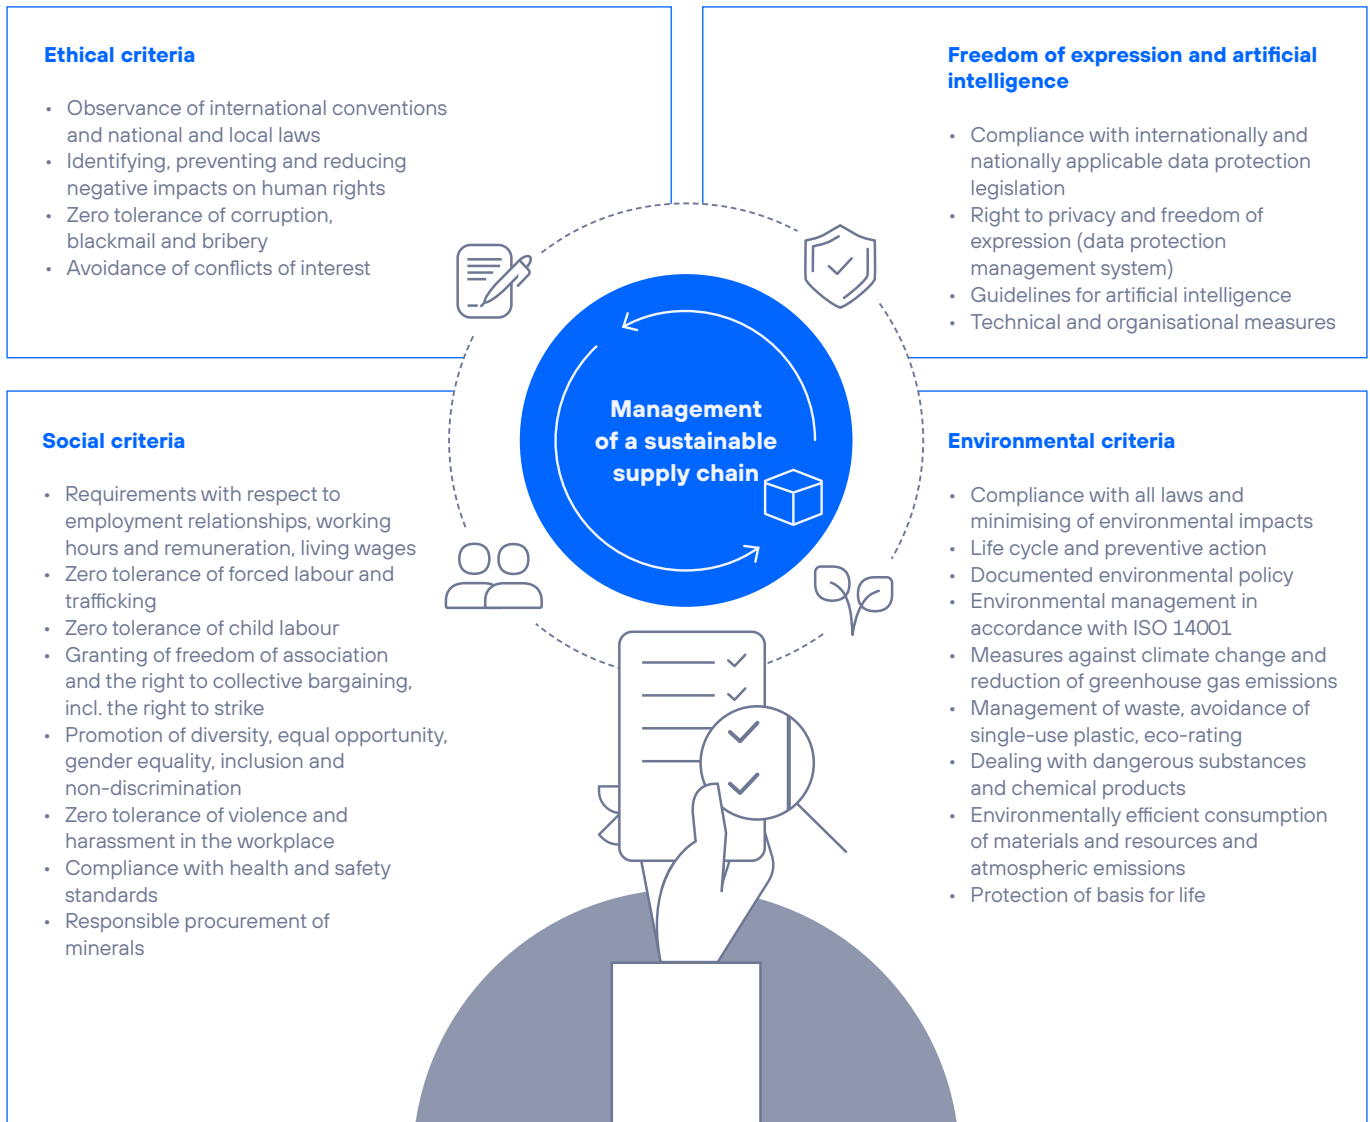 Ethical criteria
• Observance of international conventions
and national and local laws
• Identifying, preventing and reducing
negative impacts on human rights
• Zero tolerance of corruption,
blackmail and bribery
• Avoidance of conflicts of interest
Freedom of expression and artificial
intelligence
• Compliance with internationally and
nationally applicable data protection
legislation
• Right to privacy and freedom of
expression (data protection
management system)
• Guidelines for artificial intelligence
• Technical and organisational measures
Management
of a sustainable
supply chain
Social criteria
• Requirements with respect to
employment relationships, working
hours and remuneration, living wages
• Zero tolerance of forced labour and
trafficking
• Zero tolerance of child labour
• Granting of freedom of association
and the right to collective bargaining,
incl. the right to strike
• Promotion of diversity, equal opportunity,
gender equality, inclusion and
non-discrimination
• Zero tolerance of violence and
harassment in the workplace
• Compliance with health and safety
standards
• Responsible procurement of
minerals
Environmental criteria
• Compliance with all laws and
minimising of environmental impacts
• Life cycle and preventive action
• Documented environmental policy
• Environmental management in
accordance with ISO 14001
• Measures against climate change and
reduction of greenhouse gas emissions
• Management of waste, avoidance of
single-use plastic, eco-rating
• Dealing with dangerous substances
and chemical products
• Environmentally efficient consumption
of materials and resources and
atmospheric emissions
• Protection of basis for life